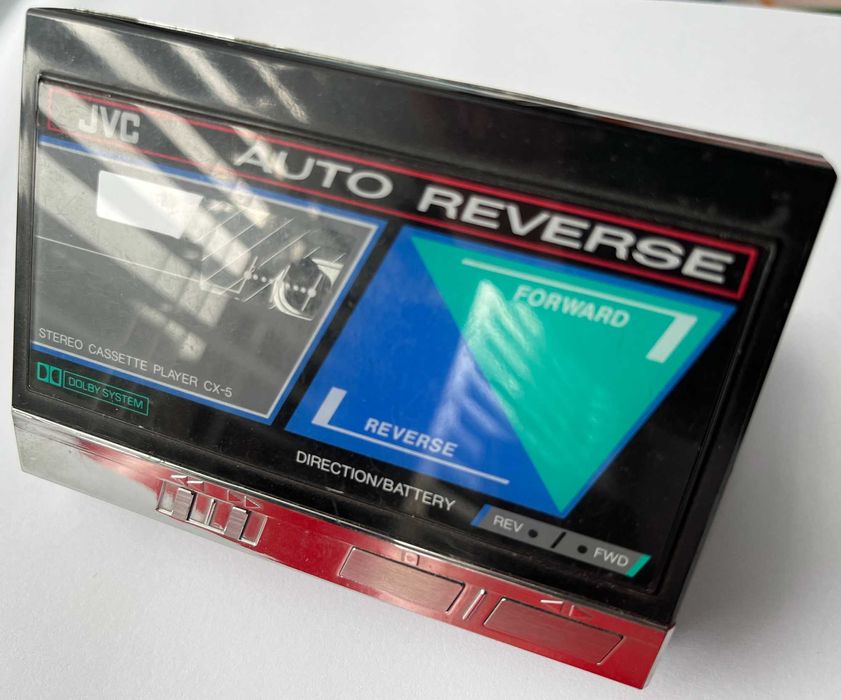 JVC
AUTO REVERSE
FORWARD
STEREO CASSETTE PLAYER CX-5
DOLBY SYSTEM
REVERSE
DIRECTION/BATTERY
REV / FWD